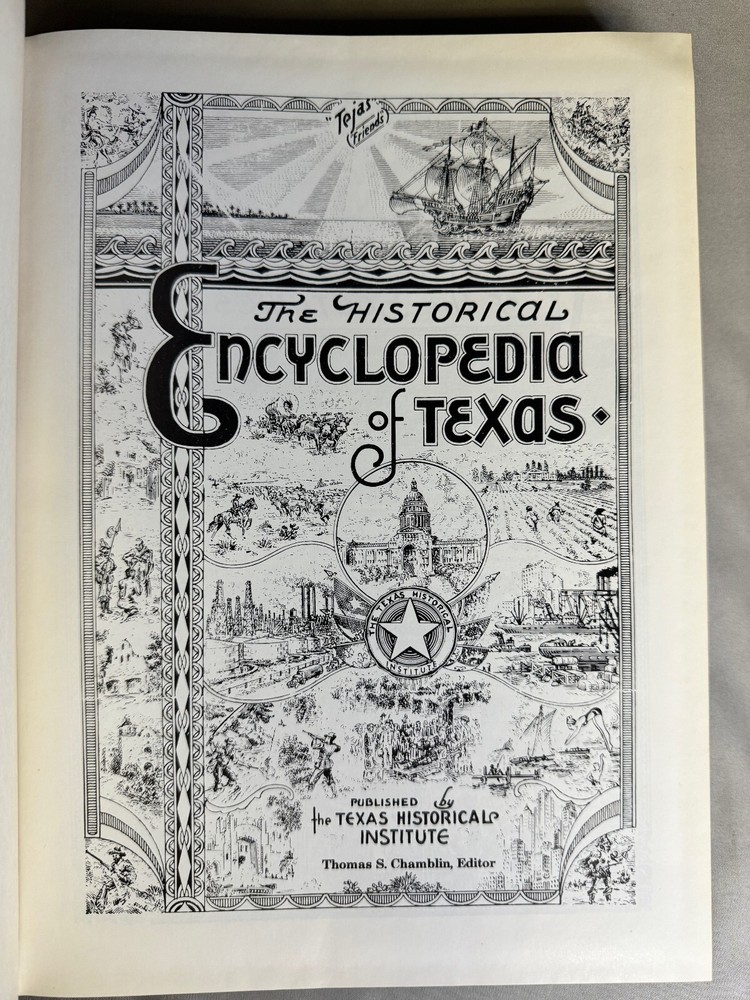 "Tejas"
(Friends)
The HISTORICAL
ENCYCLOPEDIA
of TEXAS
THE TEXAS HISTORICAL
INSTITUTE
PUBLISHED by
the TEXAS HISTORICAL
INSTITUTE
Thomas S. Chamblin, Editor